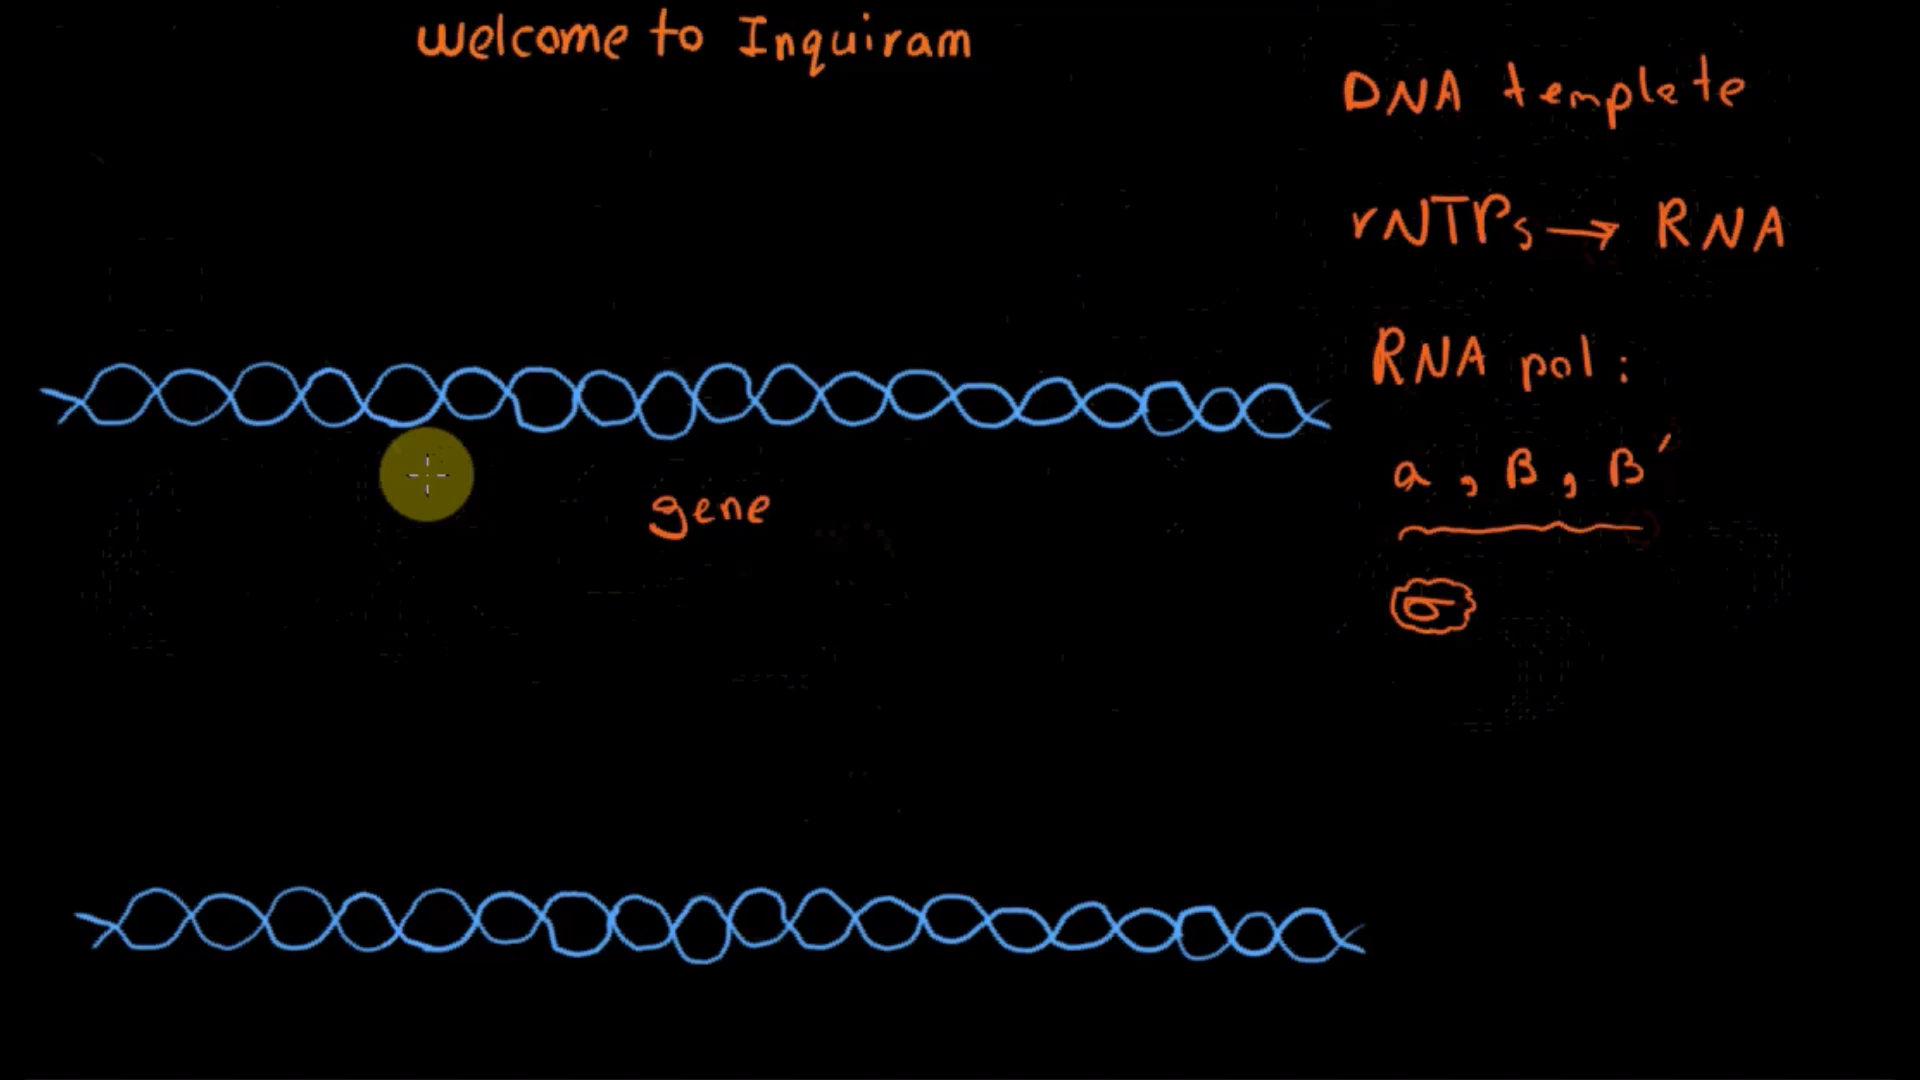 welcome to Inquiram
DNA templete
rNTPs → RNA
RNA pol :
a , B , B'
gene
σ